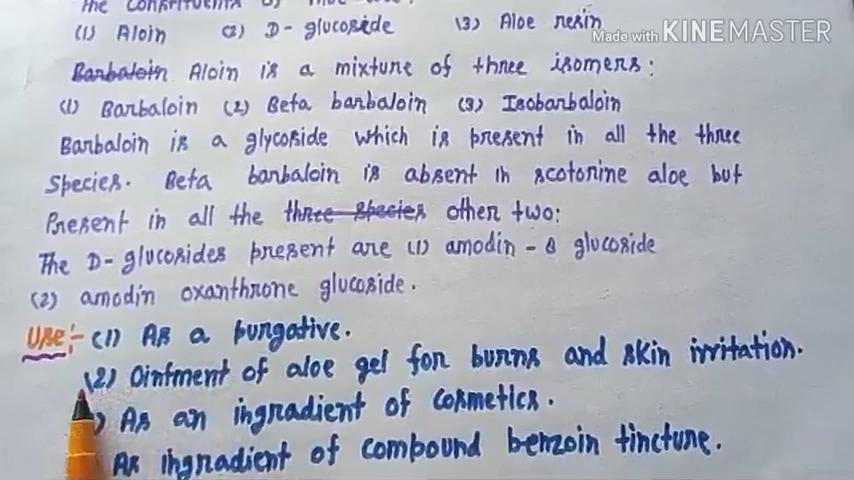 The constituents of
(1) Aloin (2) D-glucoside (3) Aloe resin
Made with KINEMASTER
Barbaloin Aloin is a mixture of three isomers:
(1) Barbaloin (2) Beta barbaloin (3) Isobarbaloin
Barbaloin is a glycoside which is present in all the three
species. Beta barbaloin is absent in scotorine aloe but
Present in all the three species other two:
The D-glucosides present are (1) amodin - B glucoside
(2) amodin oxanthrone glucoside.
Use:- (1) As a purgative.
(2) Ointment of aloe gel for burns and skin irritation.
) As an ingradient of cosmetics.
As ingradient of compound benzoin tincture.